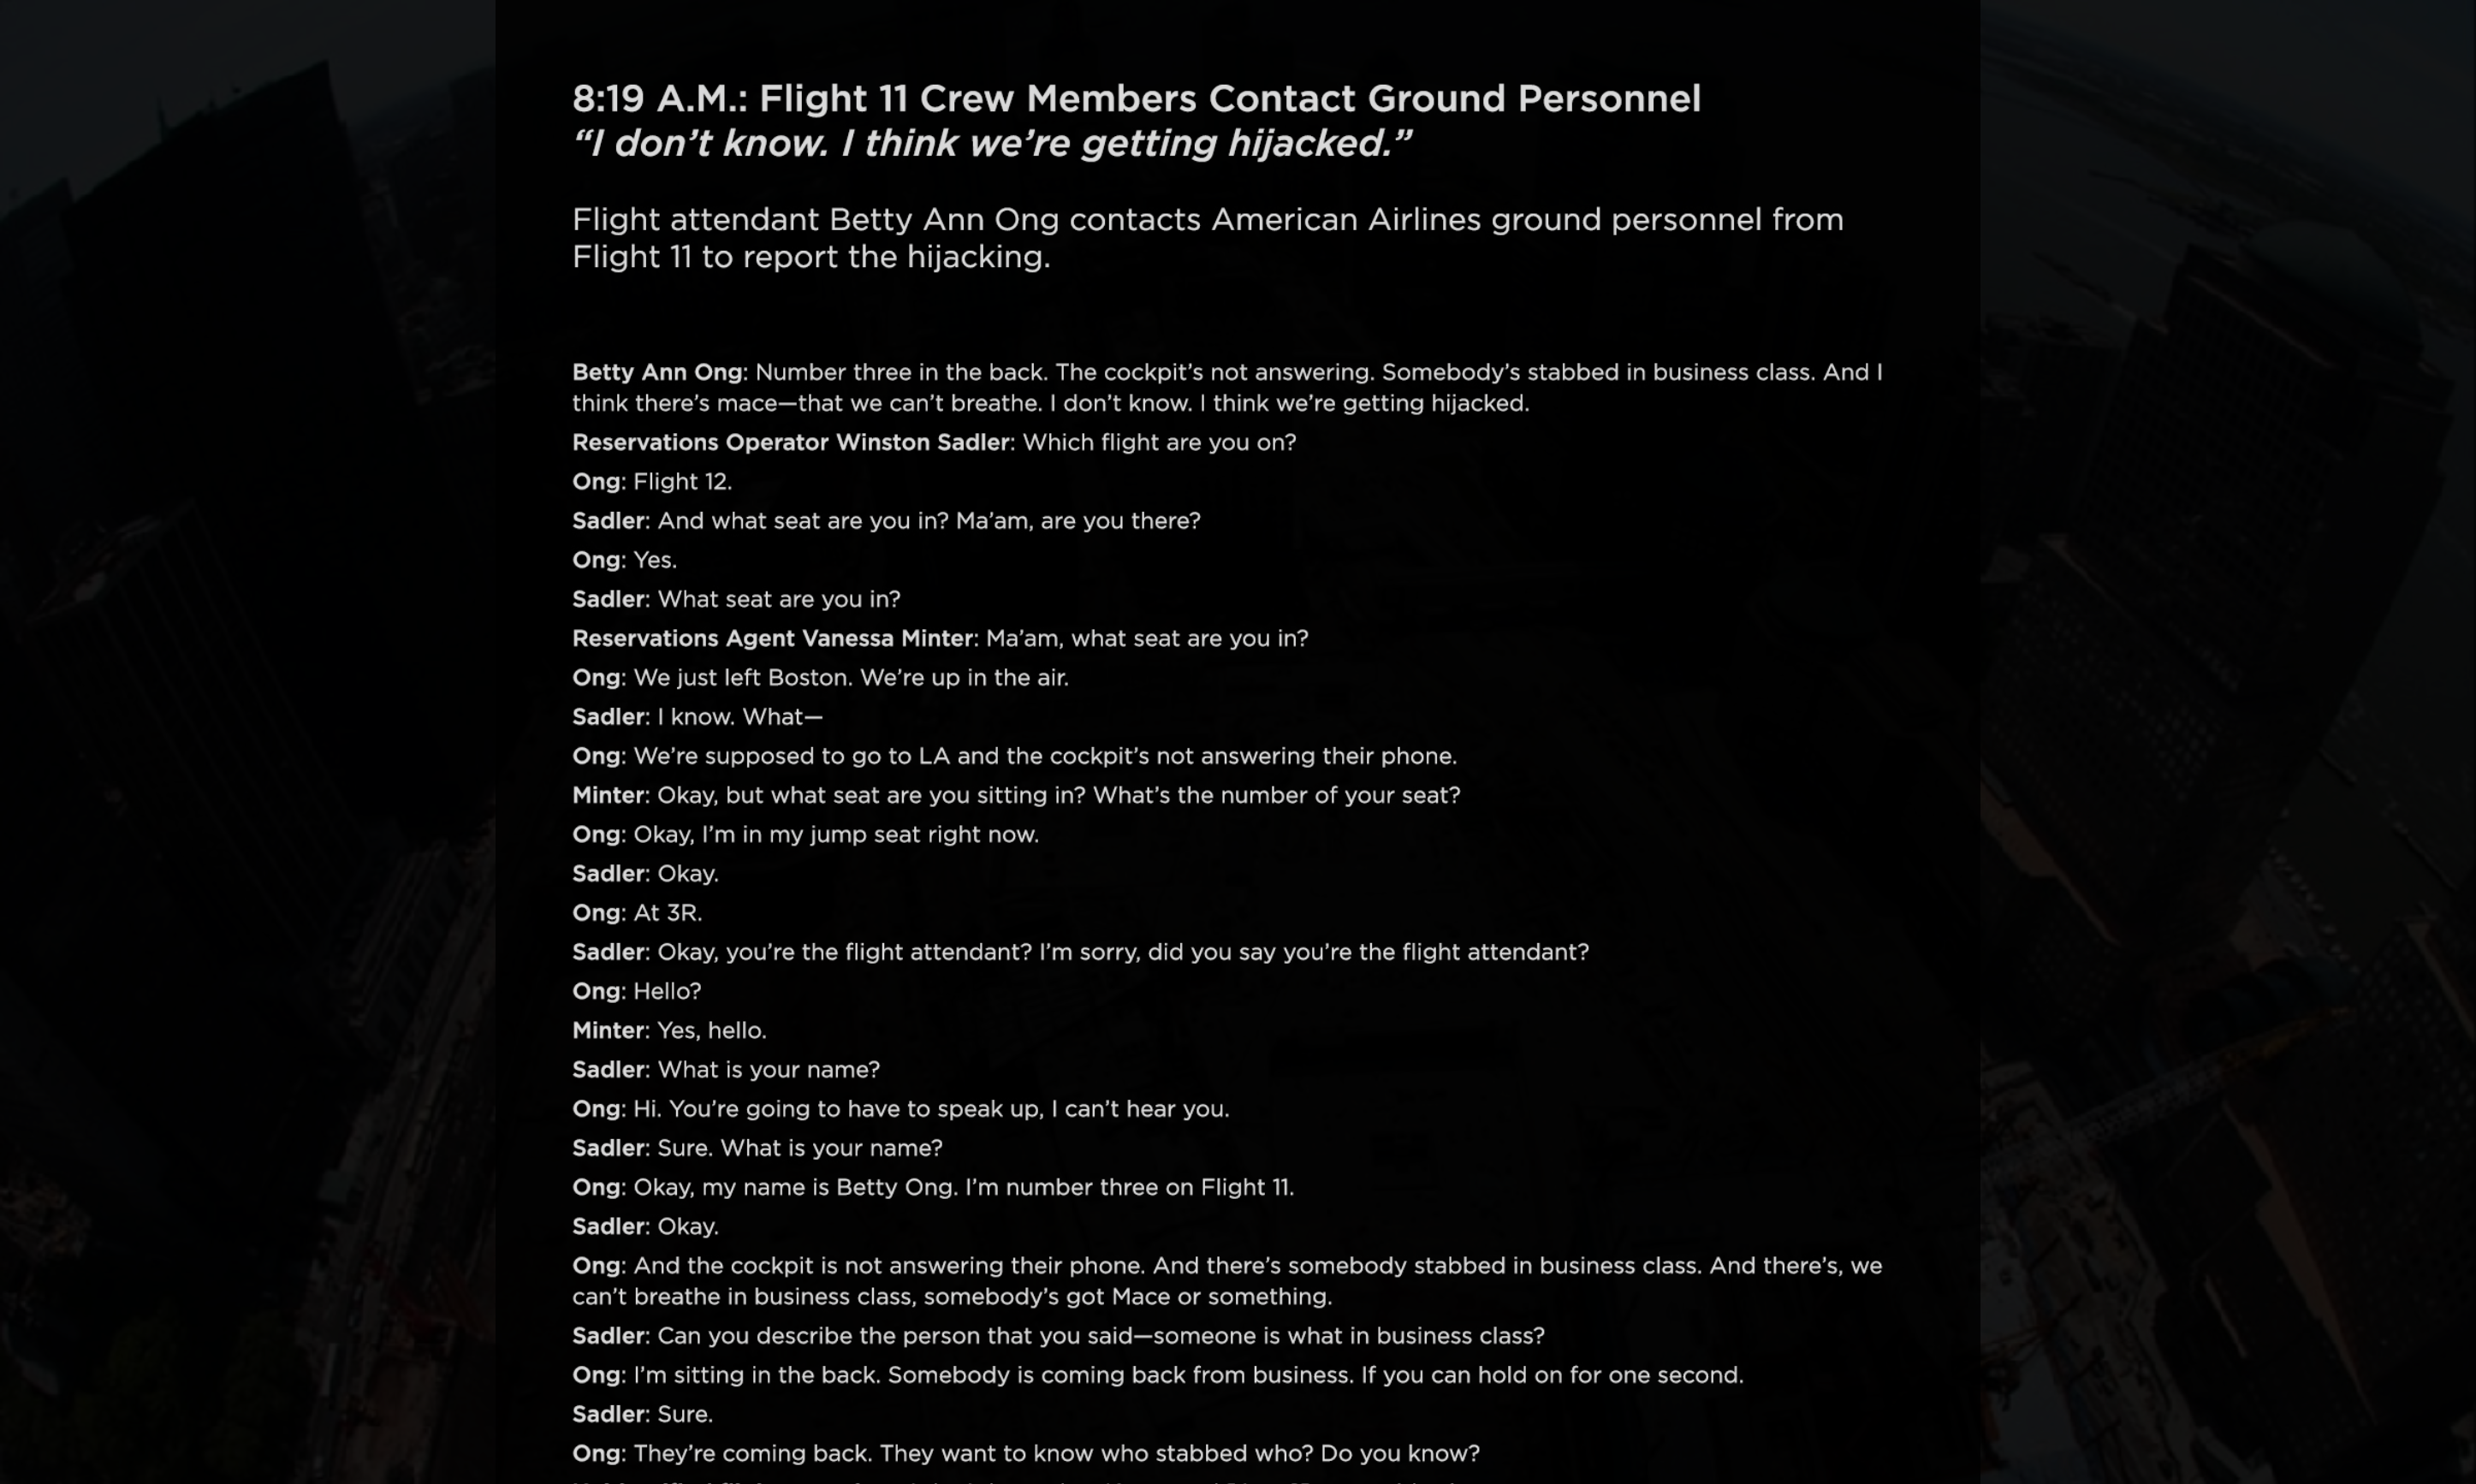 8:19 A.M.: Flight 11 Crew Members Contact Ground Personnel
“I don’t know. I think we’re getting hijacked.”
Flight attendant Betty Ann Ong contacts American Airlines ground personnel from
Flight 11 to report the hijacking.
Betty Ann Ong: Number three in the back. The cockpit’s not answering. Somebody’s stabbed in business class. And I
think there’s mace—that we can’t breathe. I don’t know. I think we’re getting hijacked.
Reservations Operator Winston Sadler: Which flight are you on?
Ong: Flight 12.
Sadler: And what seat are you in? Ma’am, are you there?
Ong: Yes.
Sadler: What seat are you in?
Reservations Agent Vanessa Minter: Ma’am, what seat are you in?
Ong: We just left Boston. We’re up in the air.
Sadler: I know. What—
Ong: We’re supposed to go to LA and the cockpit’s not answering their phone.
Minter: Okay, but what seat are you sitting in? What’s the number of your seat?
Ong: Okay, I’m in my jump seat right now.
Sadler: Okay.
Ong: At 3R.
Sadler: Okay, you’re the flight attendant? I’m sorry, did you say you’re the flight attendant?
Ong: Hello?
Minter: Yes, hello.
Sadler: What is your name?
Ong: Hi. You’re going to have to speak up, I can’t hear you.
Sadler: Sure. What is your name?
Ong: Okay, my name is Betty Ong. I’m number three on Flight 11.
Sadler: Okay.
Ong: And the cockpit is not answering their phone. And there’s somebody stabbed in business class. And there’s, we
can’t breathe in business class, somebody’s got Mace or something.
Sadler: Can you describe the person that you said—someone is what in business class?
Ong: I’m sitting in the back. Somebody is coming back from business. If you can hold on for one second.
Sadler: Sure.
Ong: They’re coming back. They want to know who stabbed who? Do you know?